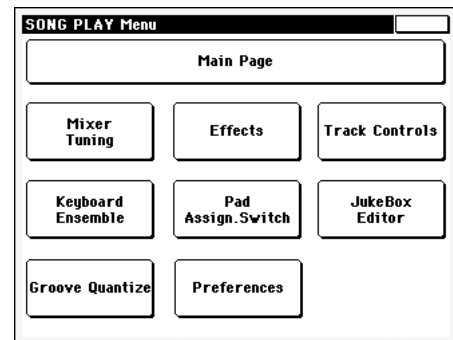 SONG PLAY Menu
Main Page
Mixer
Tuning
Effects
Track Controls
Keyboard
Ensemble
Pad
Assign.Switch
JukeBox
Editor
Groove Quantize
Preferences